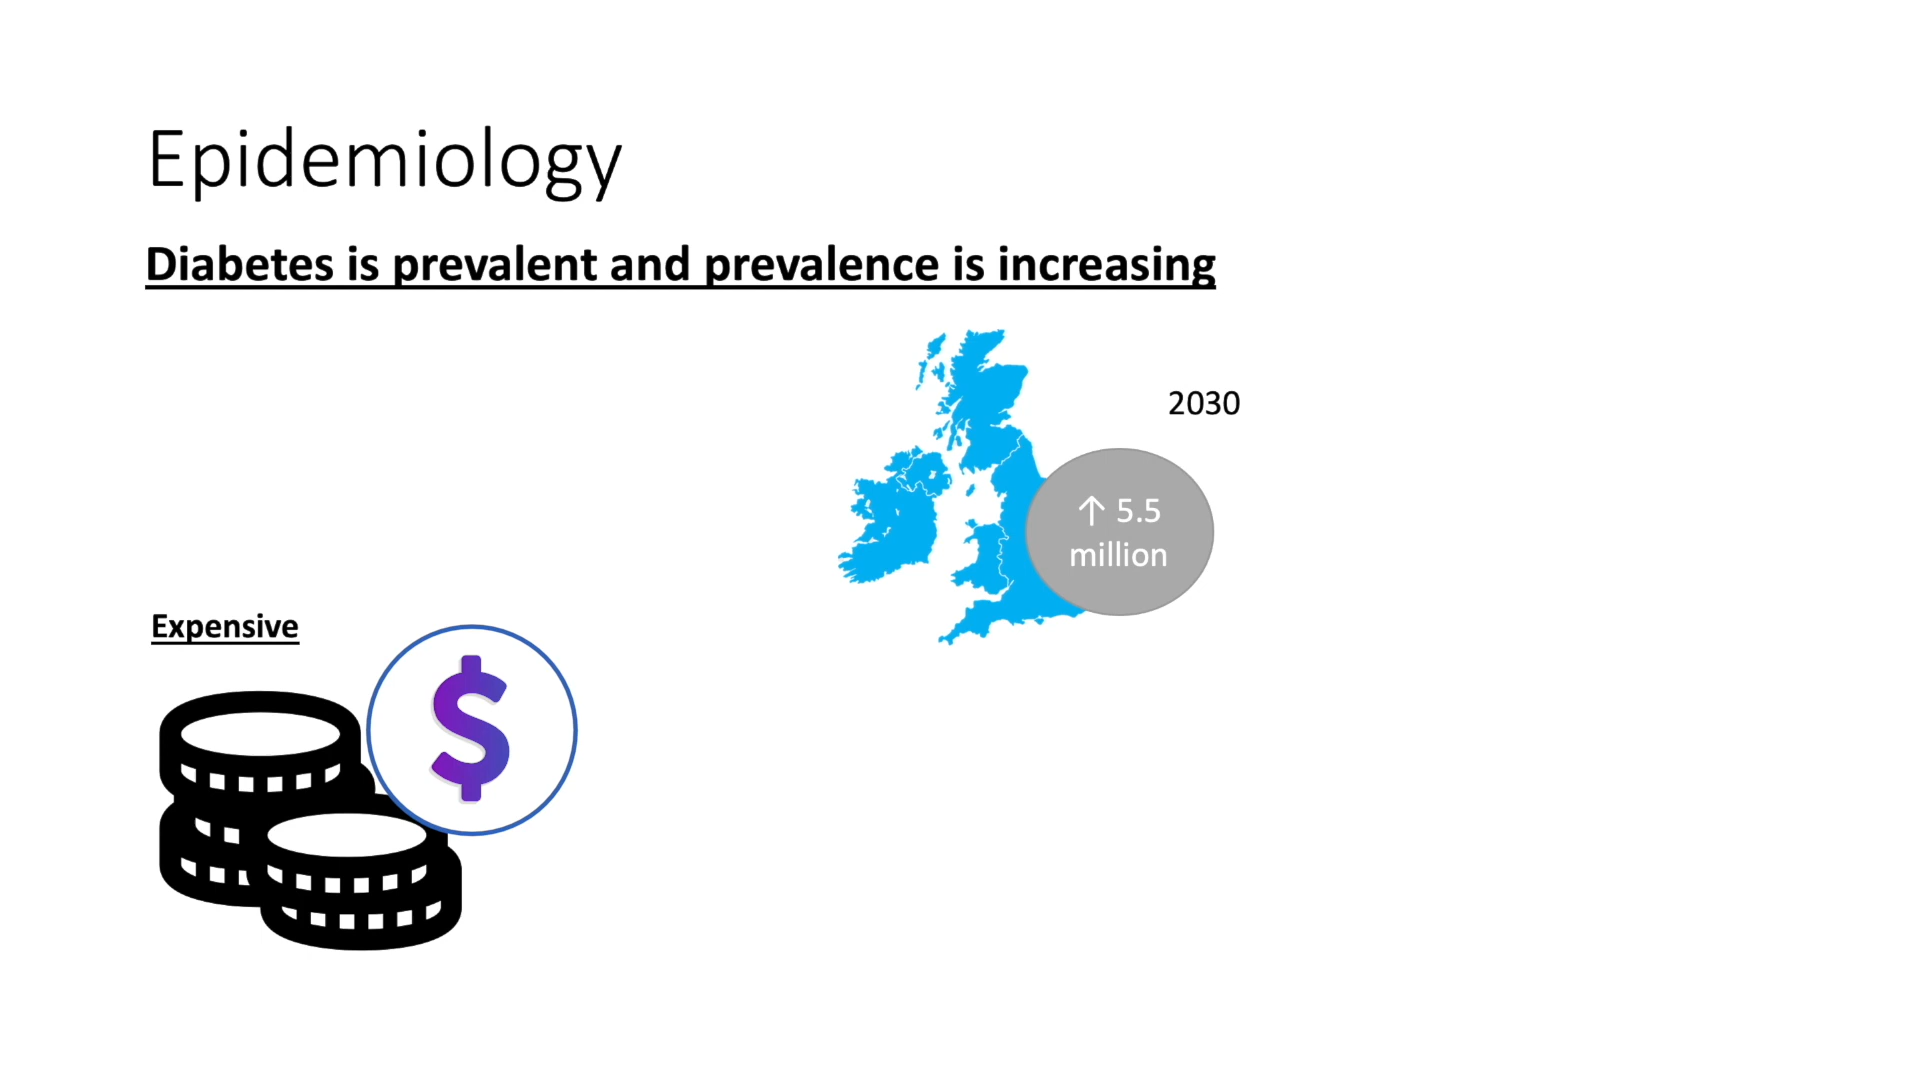 Epidemiology
Diabetes is prevalent and prevalence is increasing
2030
↑ 5.5
million
Expensive
$